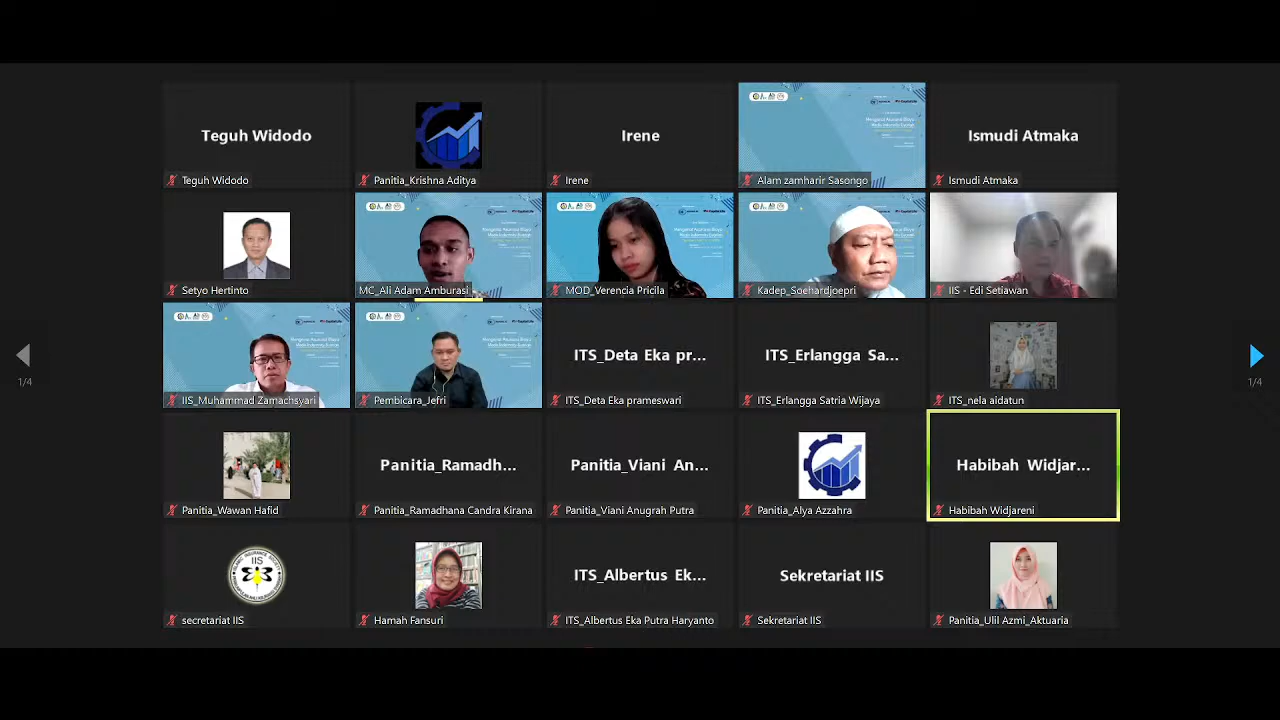 Teguh Widodo
Irene
Ismudi Atmaka
Teguh Widodo
Panitia_Krishna Aditya
Irene
Alam zamharir Sasongo
Ismudi Atmaka
Setyo Hertinto
MC_Ali Adam Amburasi
MOD_Verencia Pricila
Kadep_Soehardjoepri
IIS - Edi Setiawan
1/4
1/4
ITS_Deta Eka pr...
ITS_Erlangga Sa...
IIS_Muhammad Zamachsyari
Pembicara_Jefri
ITS_Deta Eka prameswari
ITS_Erlangga Satria Wijaya
ITS_nela aidatun
Panitia_Ramadh...
Panitia_Viani An...
Habibah Widjar...
Panitia_Wawan Hafid
Panitia_Ramadhana Candra Kirana
Panitia_Viani Anugrah Putra
Panitia_Alya Azzahra
Habibah Widjareni
IIS
ITS_Albertus Ek...
Sekretariat IIS
secretariat IIS
Hamah Fansuri
ITS_Albertus Eka Putra Haryanto
Sekretariat IIS
Panitia_Ulil Azmi_Aktuaria